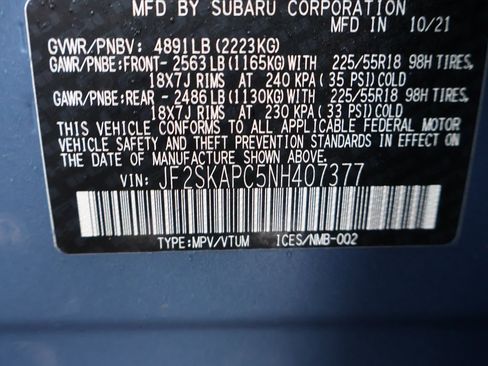 MFD BY SUBARU CORPORATION
MFD IN 10/21
GVWR/PNBV: 4891LB (2223KG)
GAWR/PNBE:FRONT- 2563 LB (1165KG)WITH 225/55R18 98H TIRES,
18X7J RIMS AT 240 KPA (35 PSI)COLD
GAWR/PNBE:REAR - 2486 LB (1130KG)WITH 225/55R18 98H TIRES,
18X7J RIMS AT 230 KPA (33 PSI)COLD
THIS VEHICLE CONFORMS TO ALL APPLICABLE FEDERAL MOTOR
VEHICLE SAFETY AND THEFT PREVENTION STANDARDS IN EFFECT
ON THE DATE OF MANUFACTURE SHOWN ABOVE.
VIN: JF2SKAPC5NH407377
TYPE:MPV/VTUM ICES/NMB-002